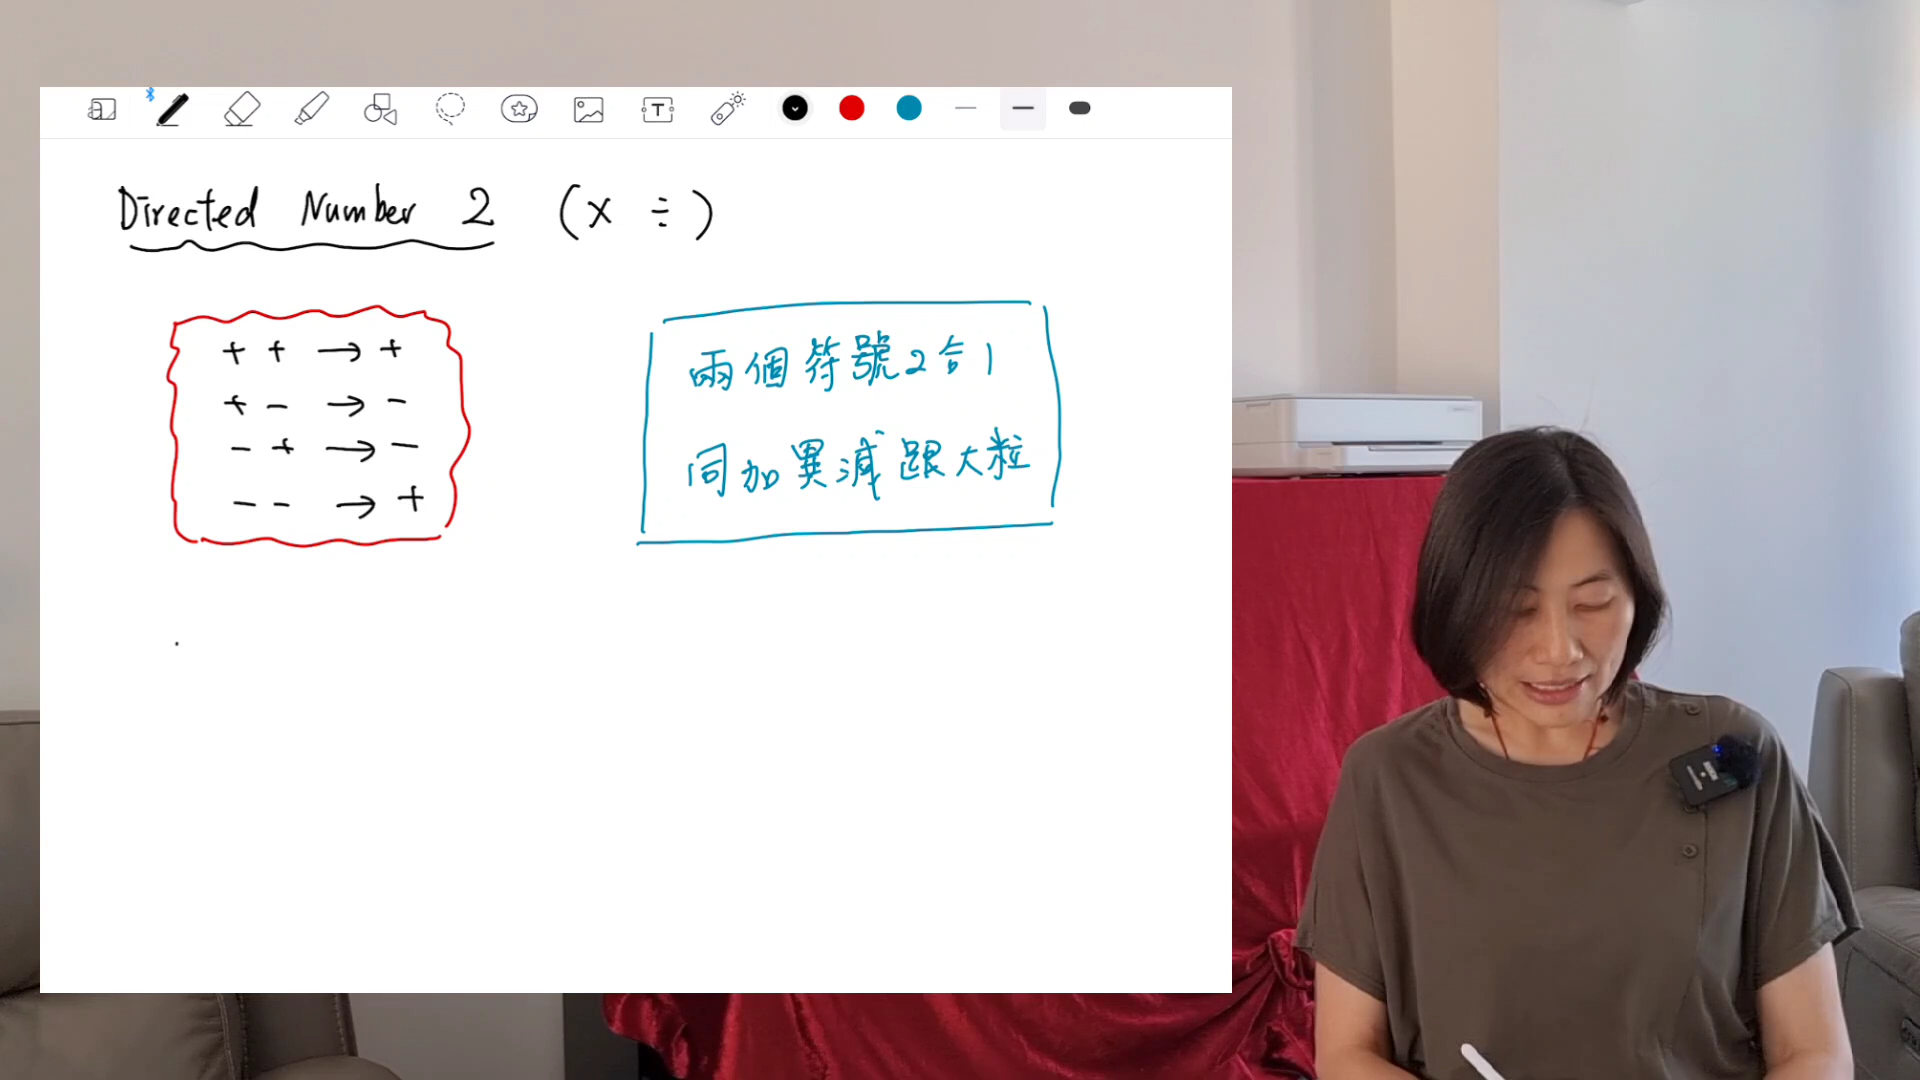 Directed Number 2 (× ÷)
+ + → +
+ - → -
- + → -
- - → +
兩個符號2合1
同加異減跟大粒